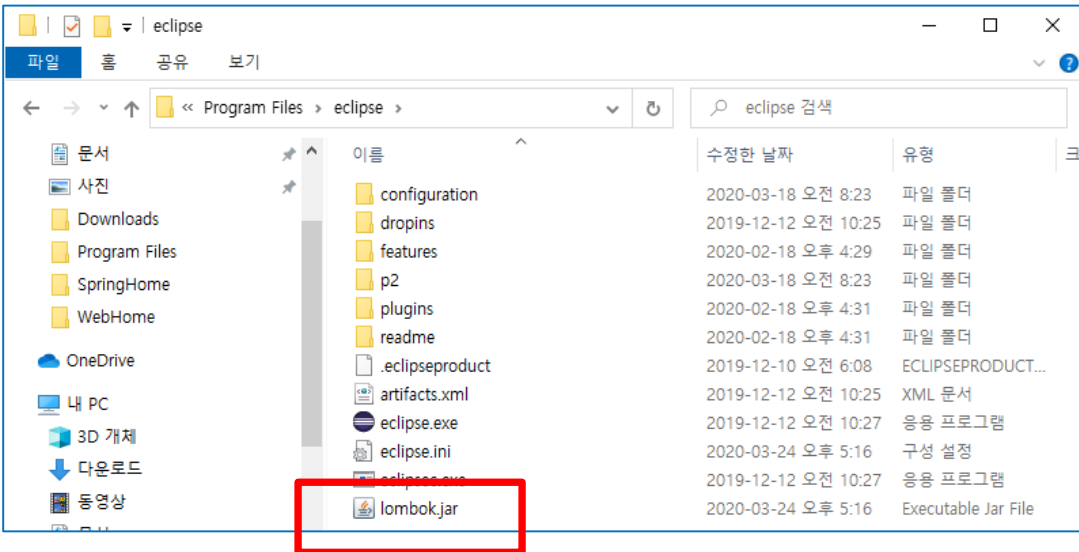 eclipse
파일 홈 공유 보기
« Program Files › eclipse ›
eclipse 검색
문서
사진
Downloads
Program Files
SpringHome
WebHome
OneDrive
내 PC
3D 개체
다운로드
동영상
이름 수정한 날짜 유형 크
configuration 2020-03-18 오전 8:23 파일 폴더
dropins 2019-12-12 오전 10:25 파일 폴더
features 2020-02-18 오후 4:29 파일 폴더
p2 2020-03-18 오전 8:23 파일 폴더
plugins 2020-02-18 오후 4:31 파일 폴더
readme 2020-02-18 오후 4:31 파일 폴더
.eclipseproduct 2019-12-10 오전 6:08 ECLIPSEPRODUCT...
artifacts.xml 2019-12-12 오전 10:25 XML 문서
eclipse.exe 2019-12-12 오전 10:27 응용 프로그램
eclipse.ini 2020-03-24 오후 5:16 구성 설정
eclipsec.exe 2019-12-12 오전 10:27 응용 프로그램
lombok.jar 2020-03-24 오후 5:16 Executable Jar File